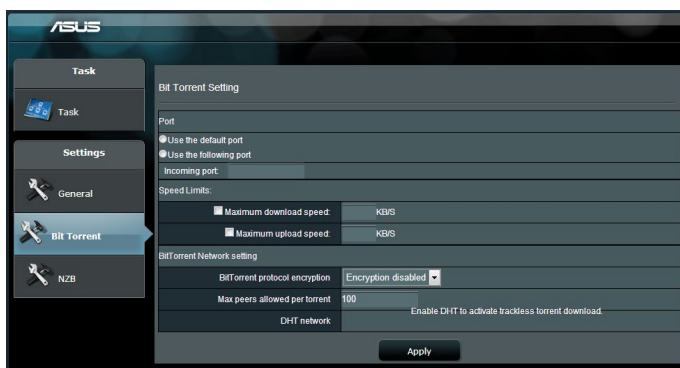 ASUS
Task
Task
Settings
General
Bit Torrent
NZB
Bit Torrent Setting
Port
Use the default port
Use the following port
Incoming port:
Speed Limits:
Maximum download speed: KB/S
Maximum upload speed: KB/S
BitTorrent Network setting
BitTorrent protocol encryption Encryption disabled
Max peers allowed per torrent 100
DHT network Enable DHT to activate trackless torrent download.
Apply